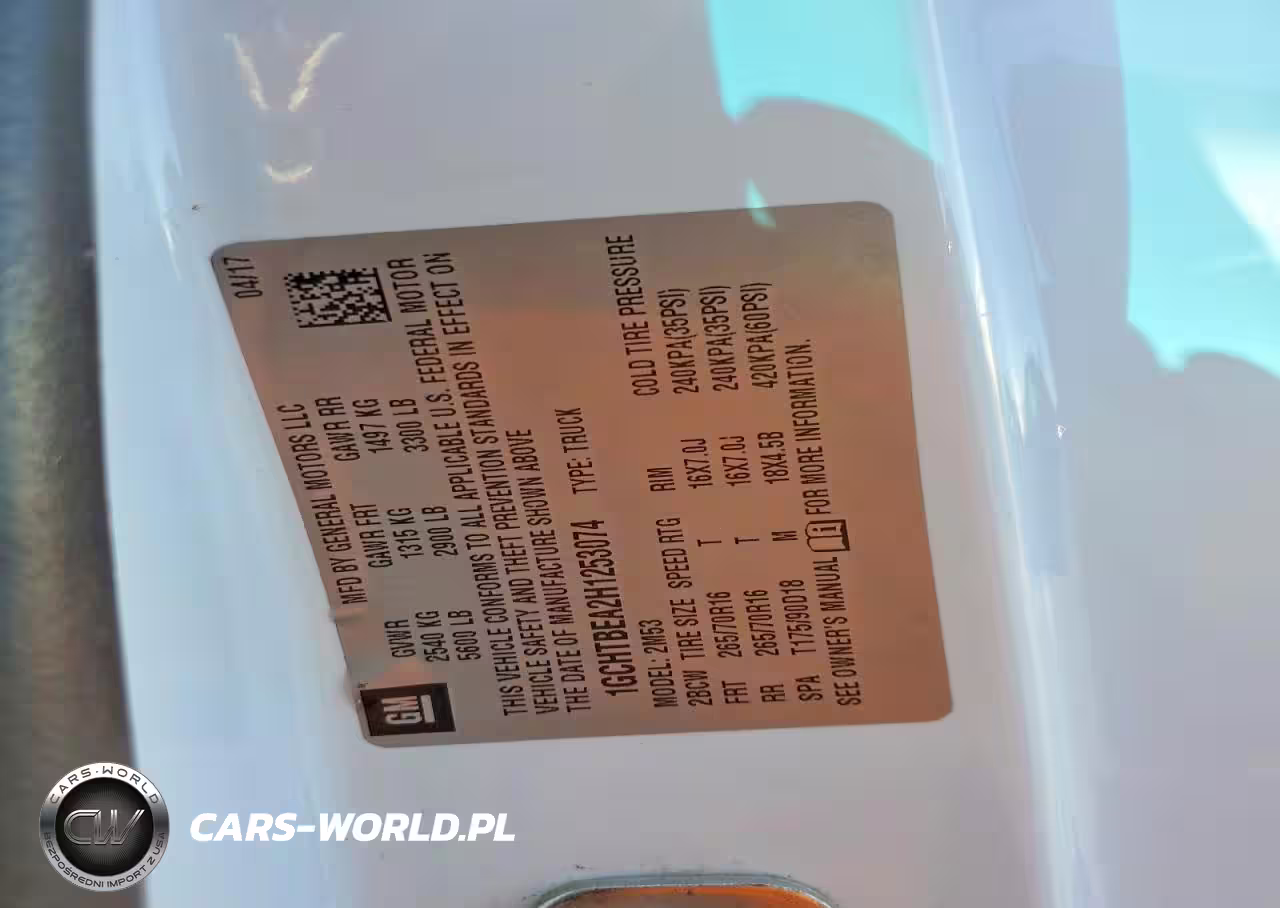 04/17
MFD BY GENERAL MOTORS LLC
GVWR GAWR FRT GAWR RR
2540 KG 1315 KG 1497 KG
5600 LB 2900 LB 3300 LB
GM
THIS VEHICLE CONFORMS TO ALL APPLICABLE U.S. FEDERAL MOTOR
VEHICLE SAFETY AND THEFT PREVENTION STANDARDS IN EFFECT ON
THE DATE OF MANUFACTURE SHOWN ABOVE
1GCHTBEA2H1253074 TYPE: TRUCK
MODEL: 2M53
2BCW TIRE SIZE SPEED RTG RIM COLD TIRE PRESSURE
FRT 265/70R16 T 16X7.0J 240KPA(35PSI)
RR 265/70R16 T 16X7.0J 240KPA(35PSI)
SPA T175/90D18 M 18X4.5B 420KPA(60PSI)
SEE OWNER'S MANUAL FOR MORE INFORMATION.
CARS-WORLD
CW
BEZPOŚREDNI IMPORT Z USA
CARS-WORLD.PL